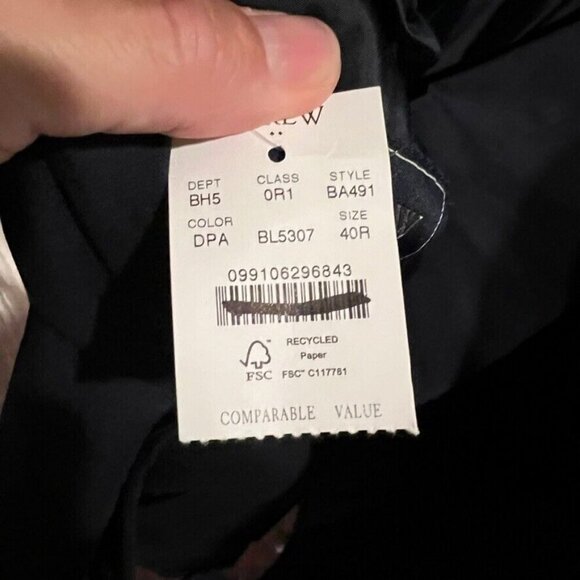 DEPT CLASS STYLE
BH5 0R1 BA491
COLOR SIZE
DPA BL5307 40R
099106296843
RECYCLED
Paper
FSC FSC™ C117781
COMPARABLE VALUE